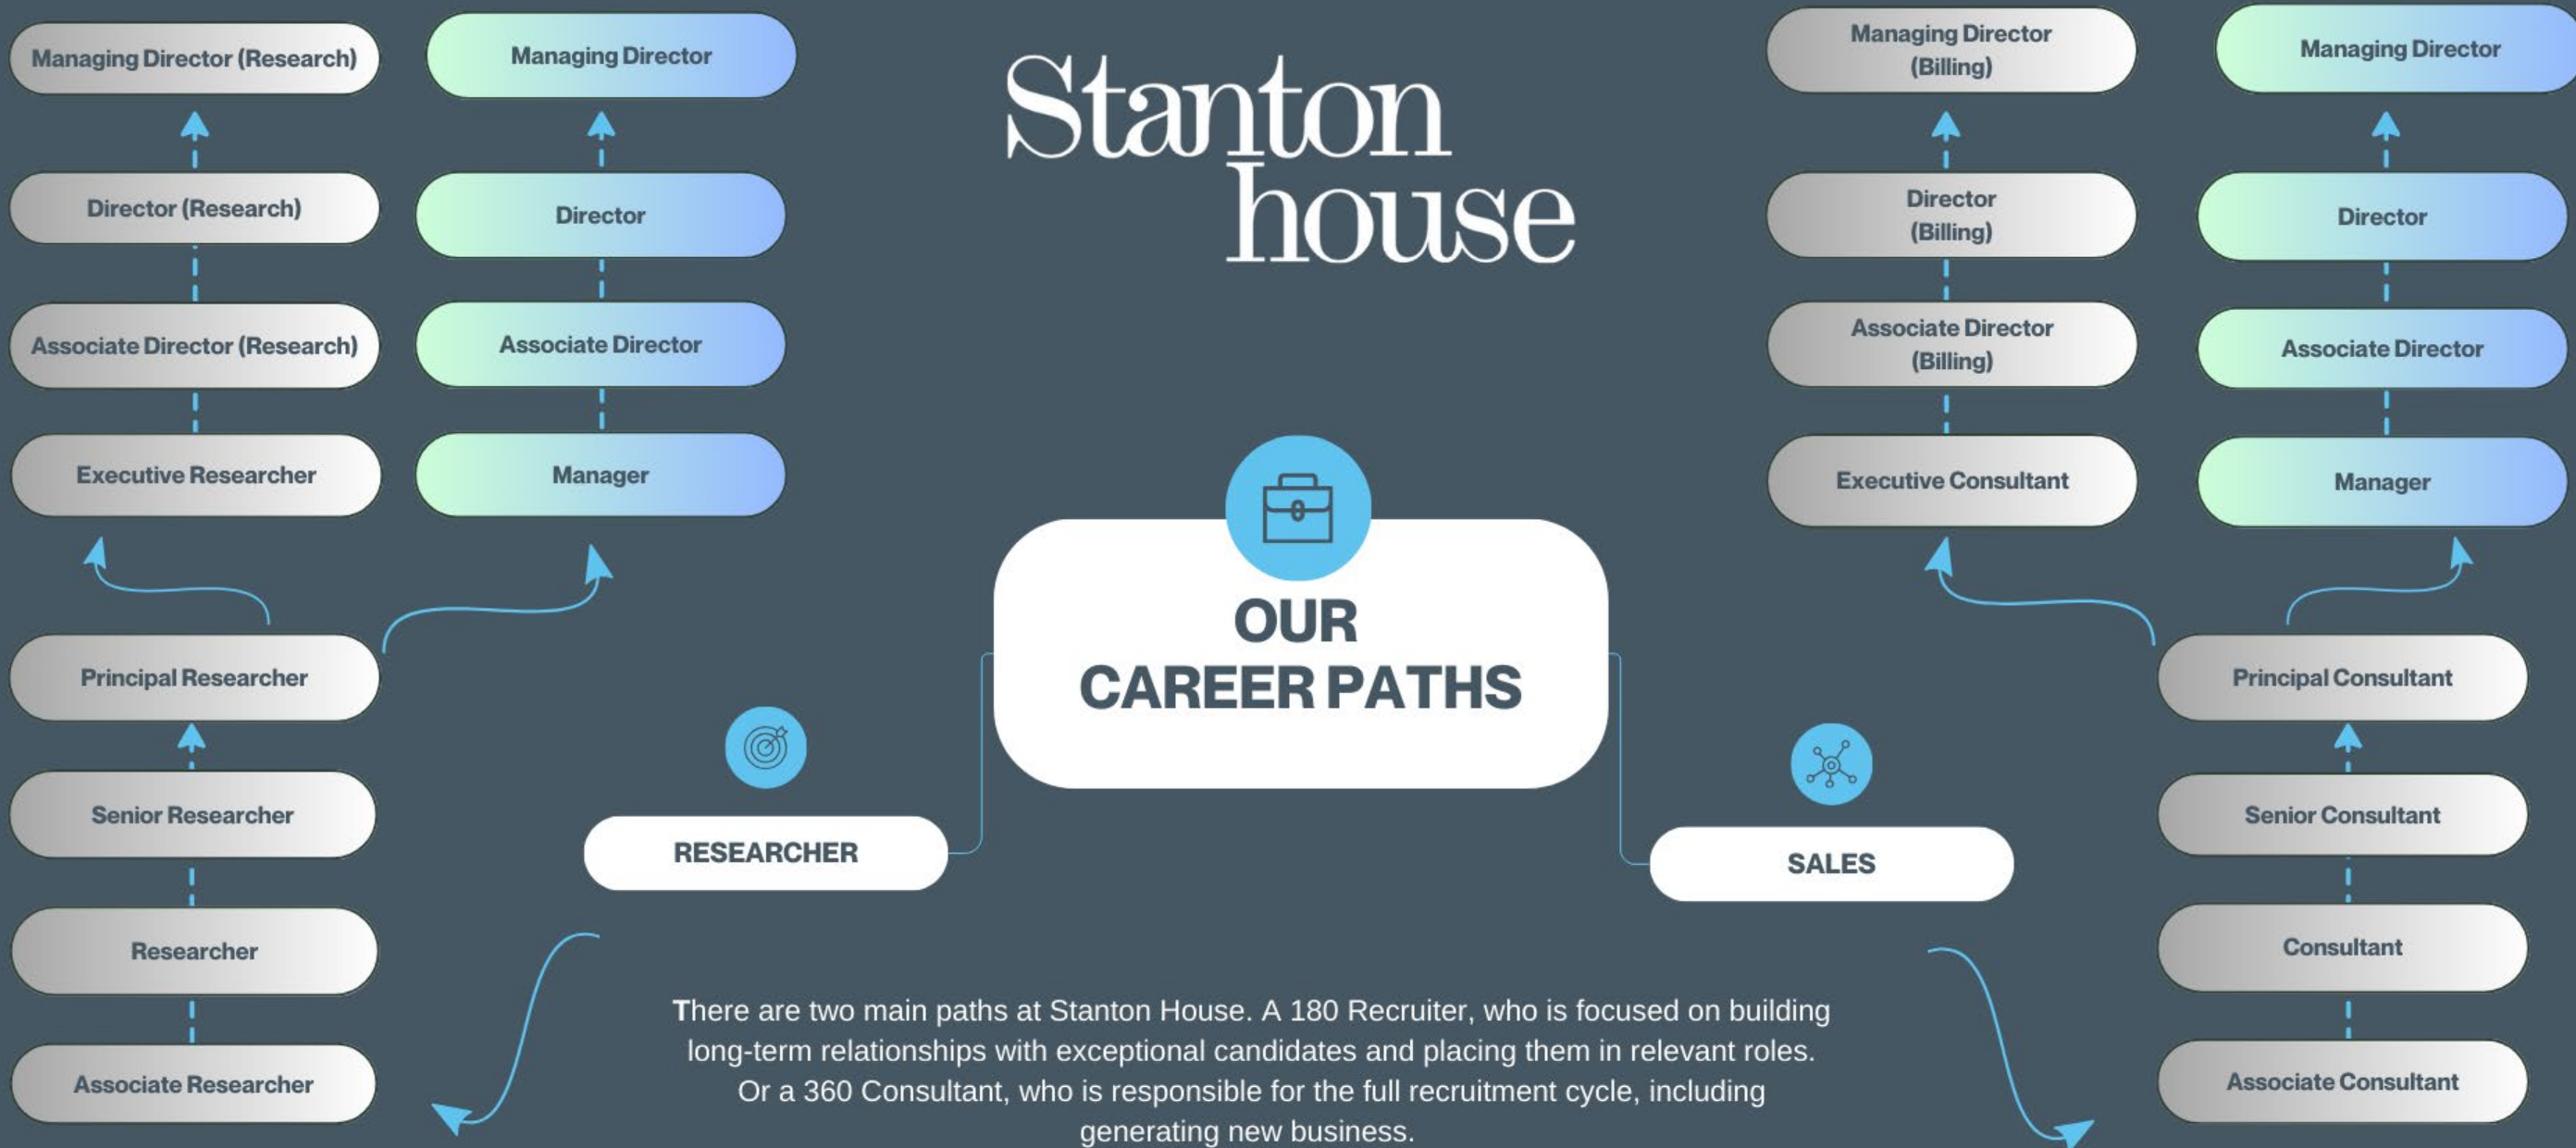 Managing Director (Research)
Director (Research)
Associate Director (Research)
Executive Researcher
Principal Researcher
Senior Researcher
Researcher
Associate Researcher
Managing Director
Director
Associate Director
Manager
Stanton
house
OUR
CAREER PATHS
RESEARCHER
SALES
There are two main paths at Stanton House. A 180 Recruiter, who is focused on building
long-term relationships with exceptional candidates and placing them in relevant roles.
Or a 360 Consultant, who is responsible for the full recruitment cycle, including
generating new business.
Managing Director
(Billing)
Director
(Billing)
Associate Director
(Billing)
Executive Consultant
Managing Director
Director
Associate Director
Manager
Principal Consultant
Senior Consultant
Consultant
Associate Consultant